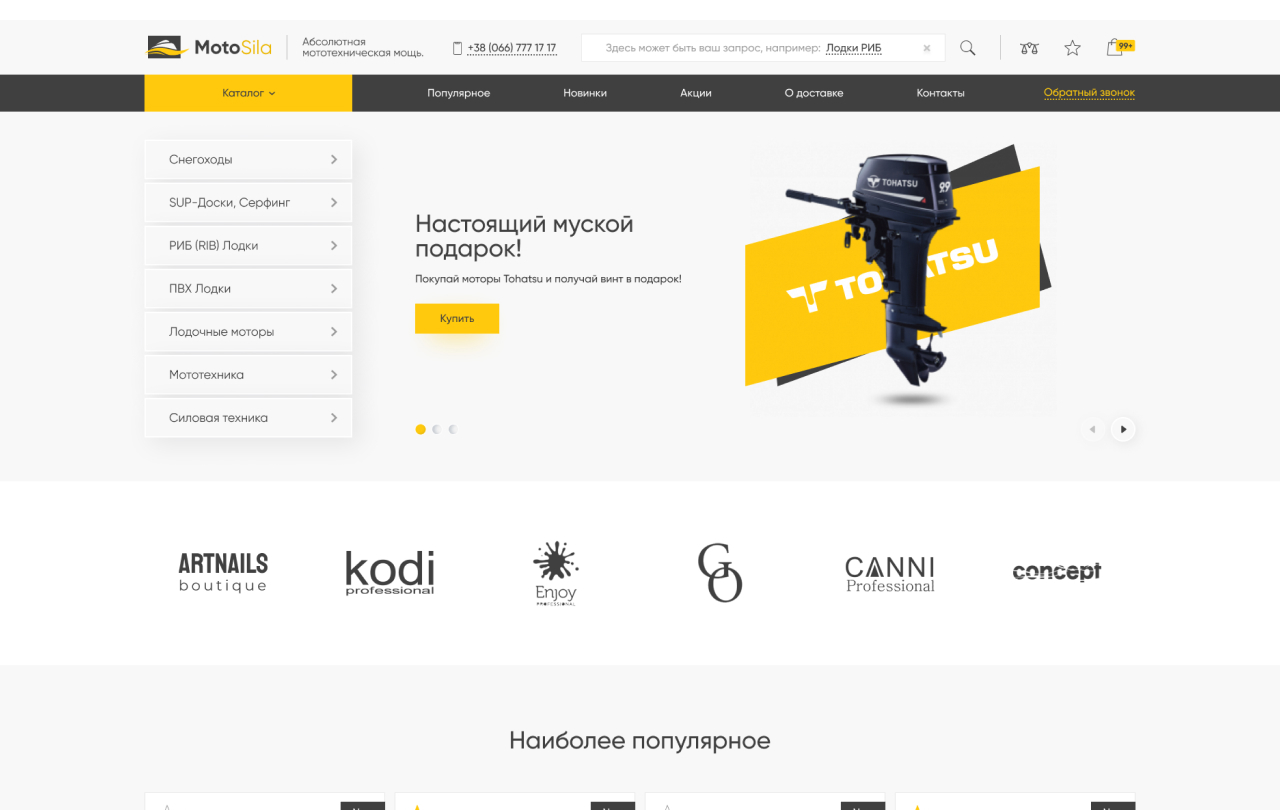 MotoSila
Абсолютная
мототехническая мощь.
+38 (066) 777 17 17
Здесь может быть ваш запрос, например: Лодки РИБ
99+
Каталог
Популярное
Новинки
Акции
О доставке
Контакты
Обратный звонок
Снегоходы
SUP-Доски, Серфинг
РИБ (RIB) Лодки
ПВХ Лодки
Лодочные моторы
Мототехника
Силовая техника
Настоящий муской
подарок!
Покупай моторы Tohatsu и получай винт в подарок!
Купить
TOHATSU
9.9
ARTNAILS
boutique
kodi
professional
Enjoy
PROFESSIONAL
GO
CANNI
Professional
concept
Наиболее популярное